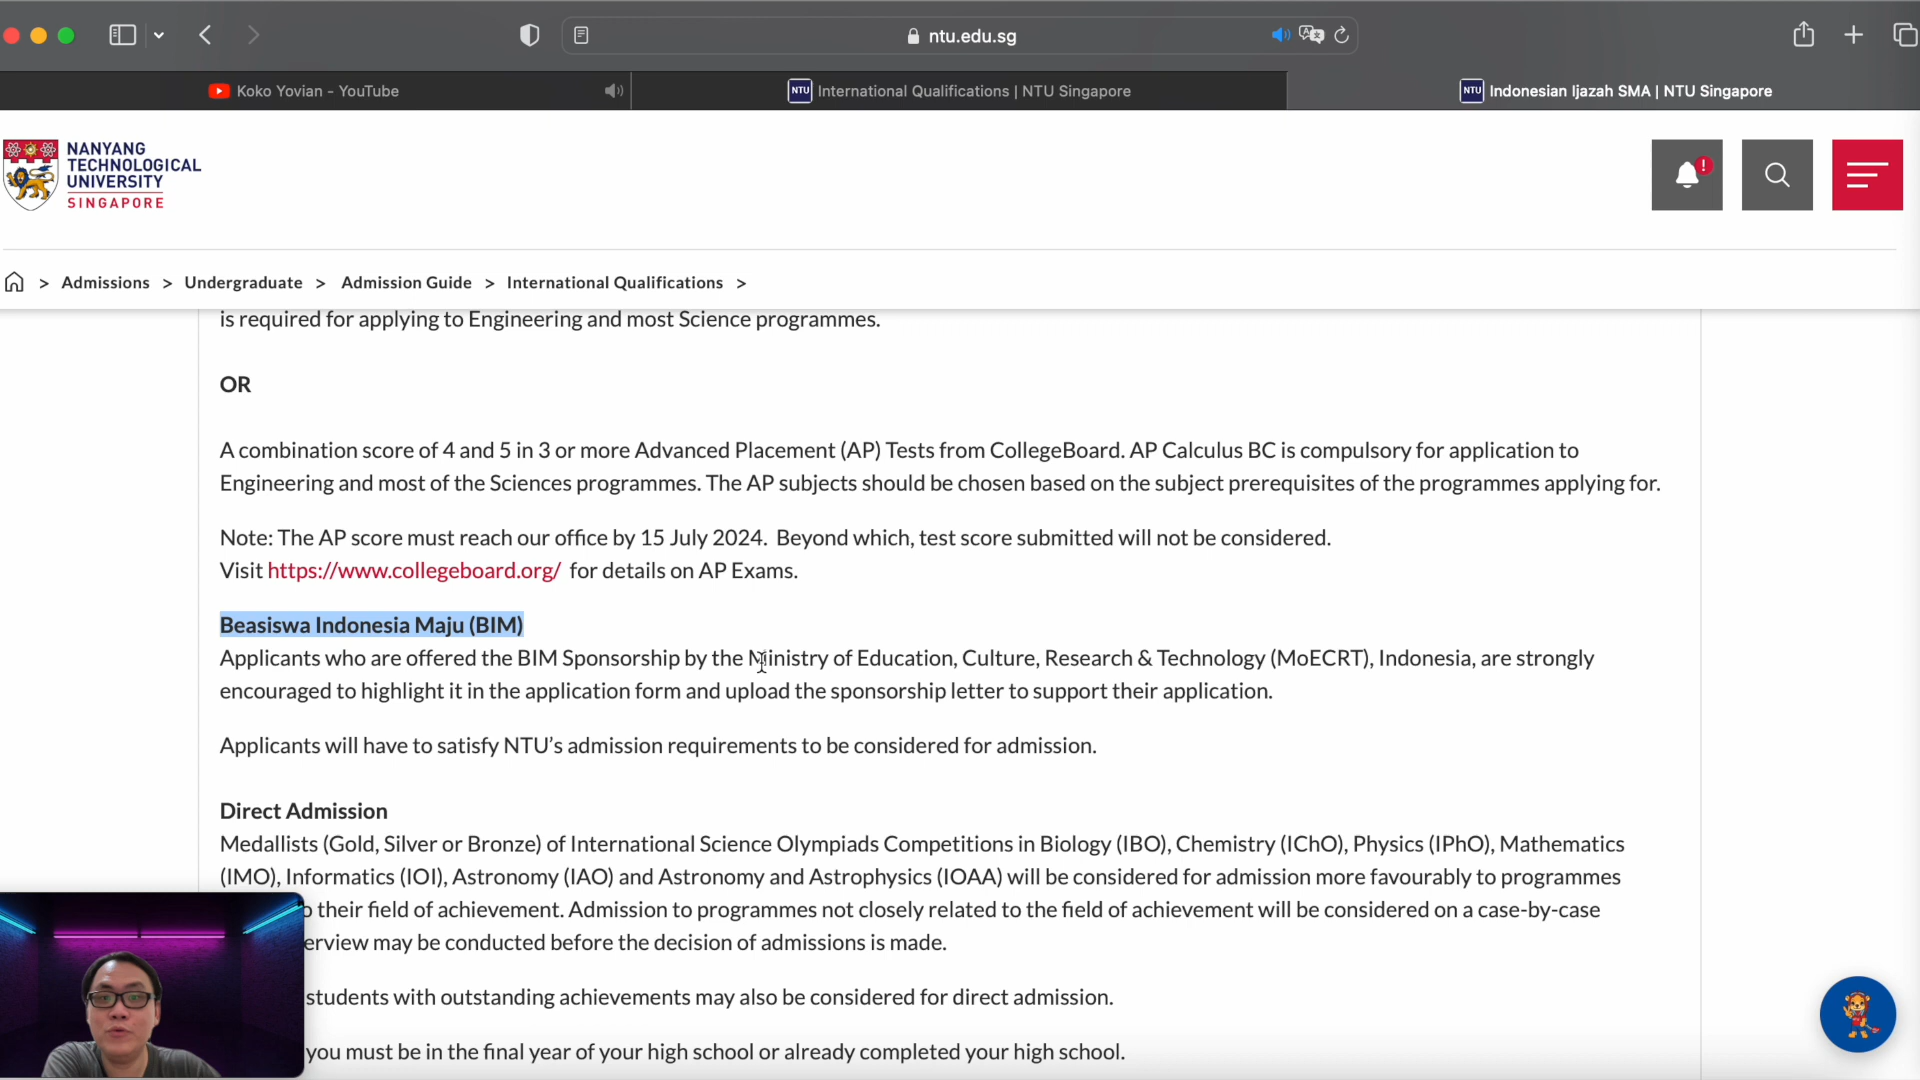 ntu.edu.sg
Koko Yovian - YouTube
NTU International Qualifications | NTU Singapore
NTU Indonesian Ijazah SMA | NTU Singapore
NANYANG
TECHNOLOGICAL
UNIVERSITY
SINGAPORE
> Admissions > Undergraduate > Admission Guide > International Qualifications >
is required for applying to Engineering and most Science programmes.
OR
A combination score of 4 and 5 in 3 or more Advanced Placement (AP) Tests from CollegeBoard. AP Calculus BC is compulsory for application to
Engineering and most of the Sciences programmes. The AP subjects should be chosen based on the subject prerequisites of the programmes applying for.
Note: The AP score must reach our office by 15 July 2024.  Beyond which, test score submitted will not be considered.
Visit https://www.collegeboard.org/ for details on AP Exams.
Beasiswa Indonesia Maju (BIM)
Applicants who are offered the BIM Sponsorship by the Ministry of Education, Culture, Research & Technology (MoECRT), Indonesia, are strongly
encouraged to highlight it in the application form and upload the sponsorship letter to support their application.
Applicants will have to satisfy NTU’s admission requirements to be considered for admission.
Direct Admission
Medallists (Gold, Silver or Bronze) of International Science Olympiads Competitions in Biology (IBO), Chemistry (IChO), Physics (IPhO), Mathematics
(IMO), Informatics (IOI), Astronomy (IAO) and Astronomy and Astrophysics (IOAA) will be considered for admission more favourably to programmes
their field of achievement. Admission to programmes not closely related to the field of achievement will be considered on a case-by-case
may be conducted before the decision of admissions is made.
students with outstanding achievements may also be considered for direct admission.
you must be in the final year of your high school or already completed your high school.